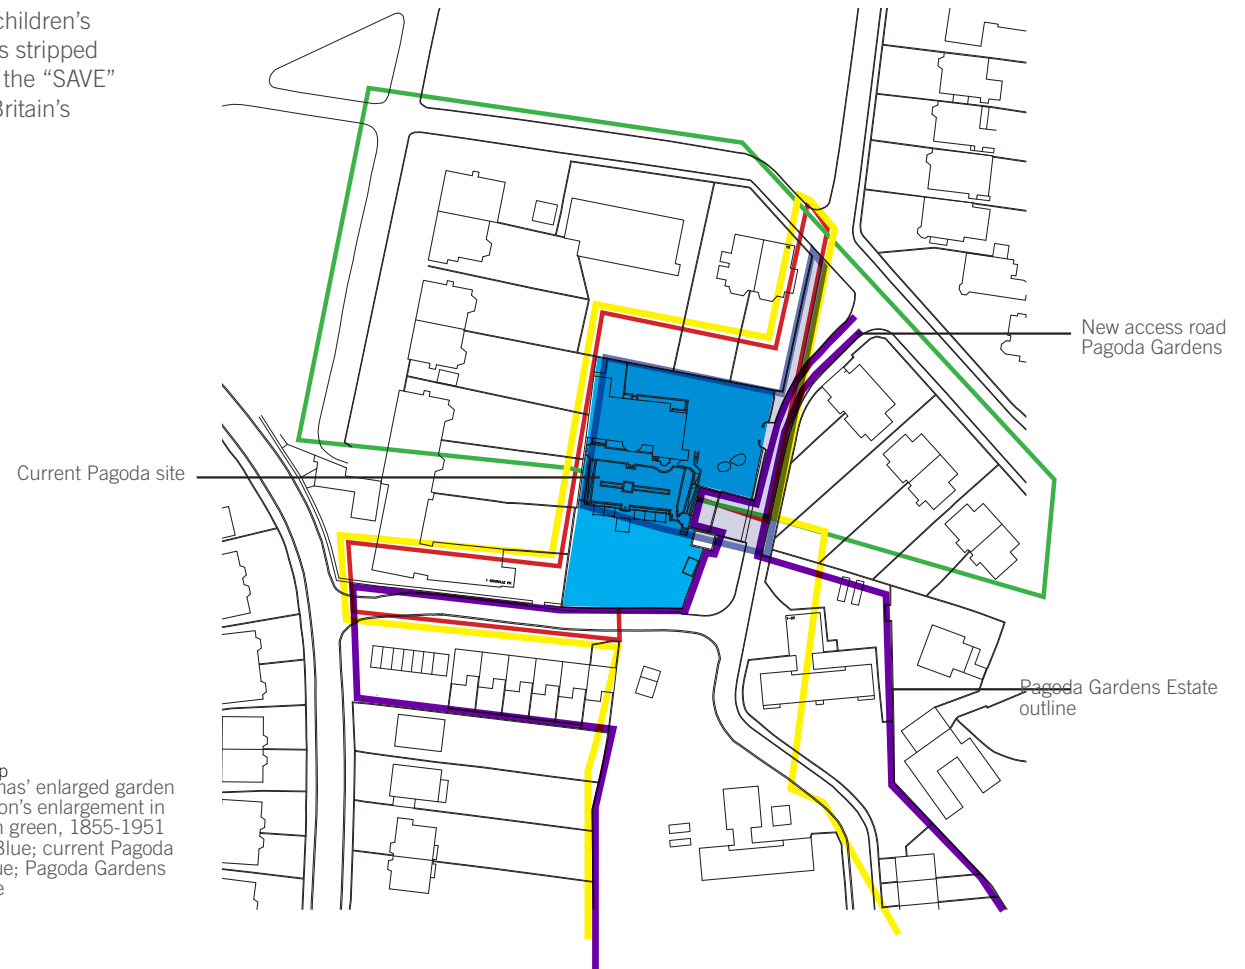 children's
s stripped
the “SAVE”
Britain's
New access road
Pagoda Gardens
Current Pagoda site
Pagoda Gardens Estate
outline
p
mas’ enlarged garden
on’s enlargement in
n green, 1855-1951
Blue; current Pagoda
ue; Pagoda Gardens
e